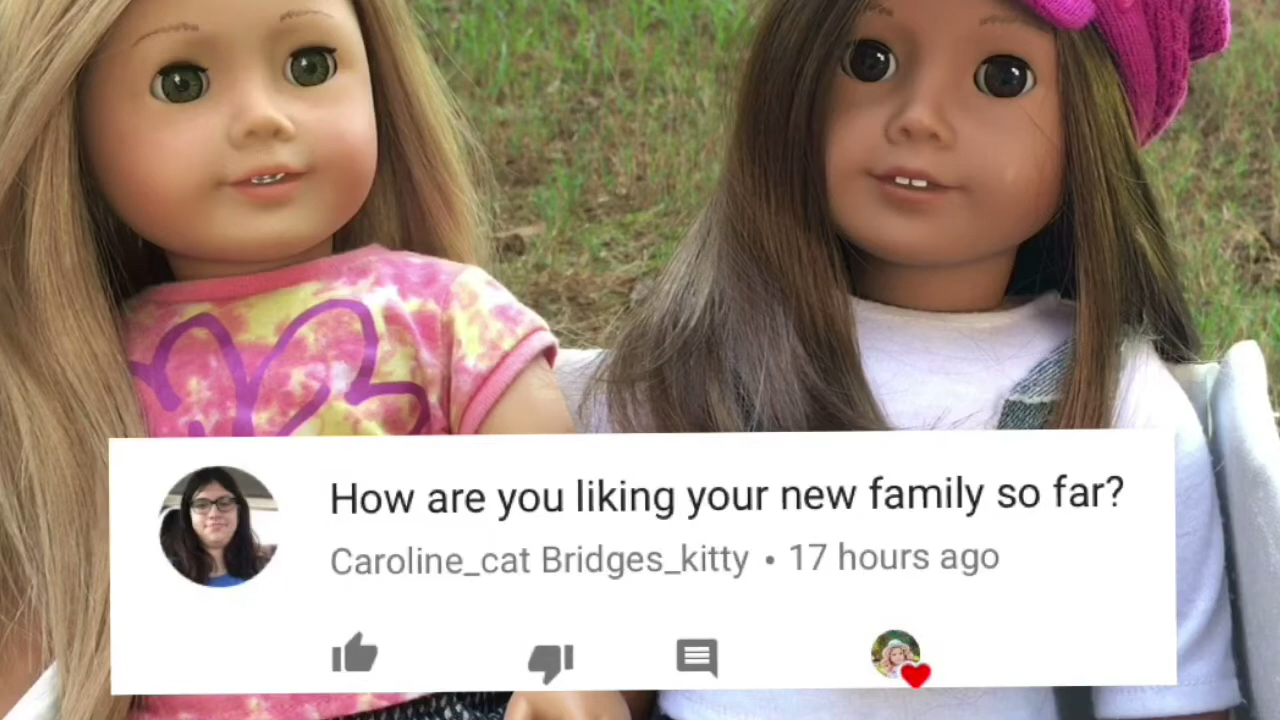 How are you liking your new family so far?
Caroline_cat Bridges_kitty • 17 hours ago